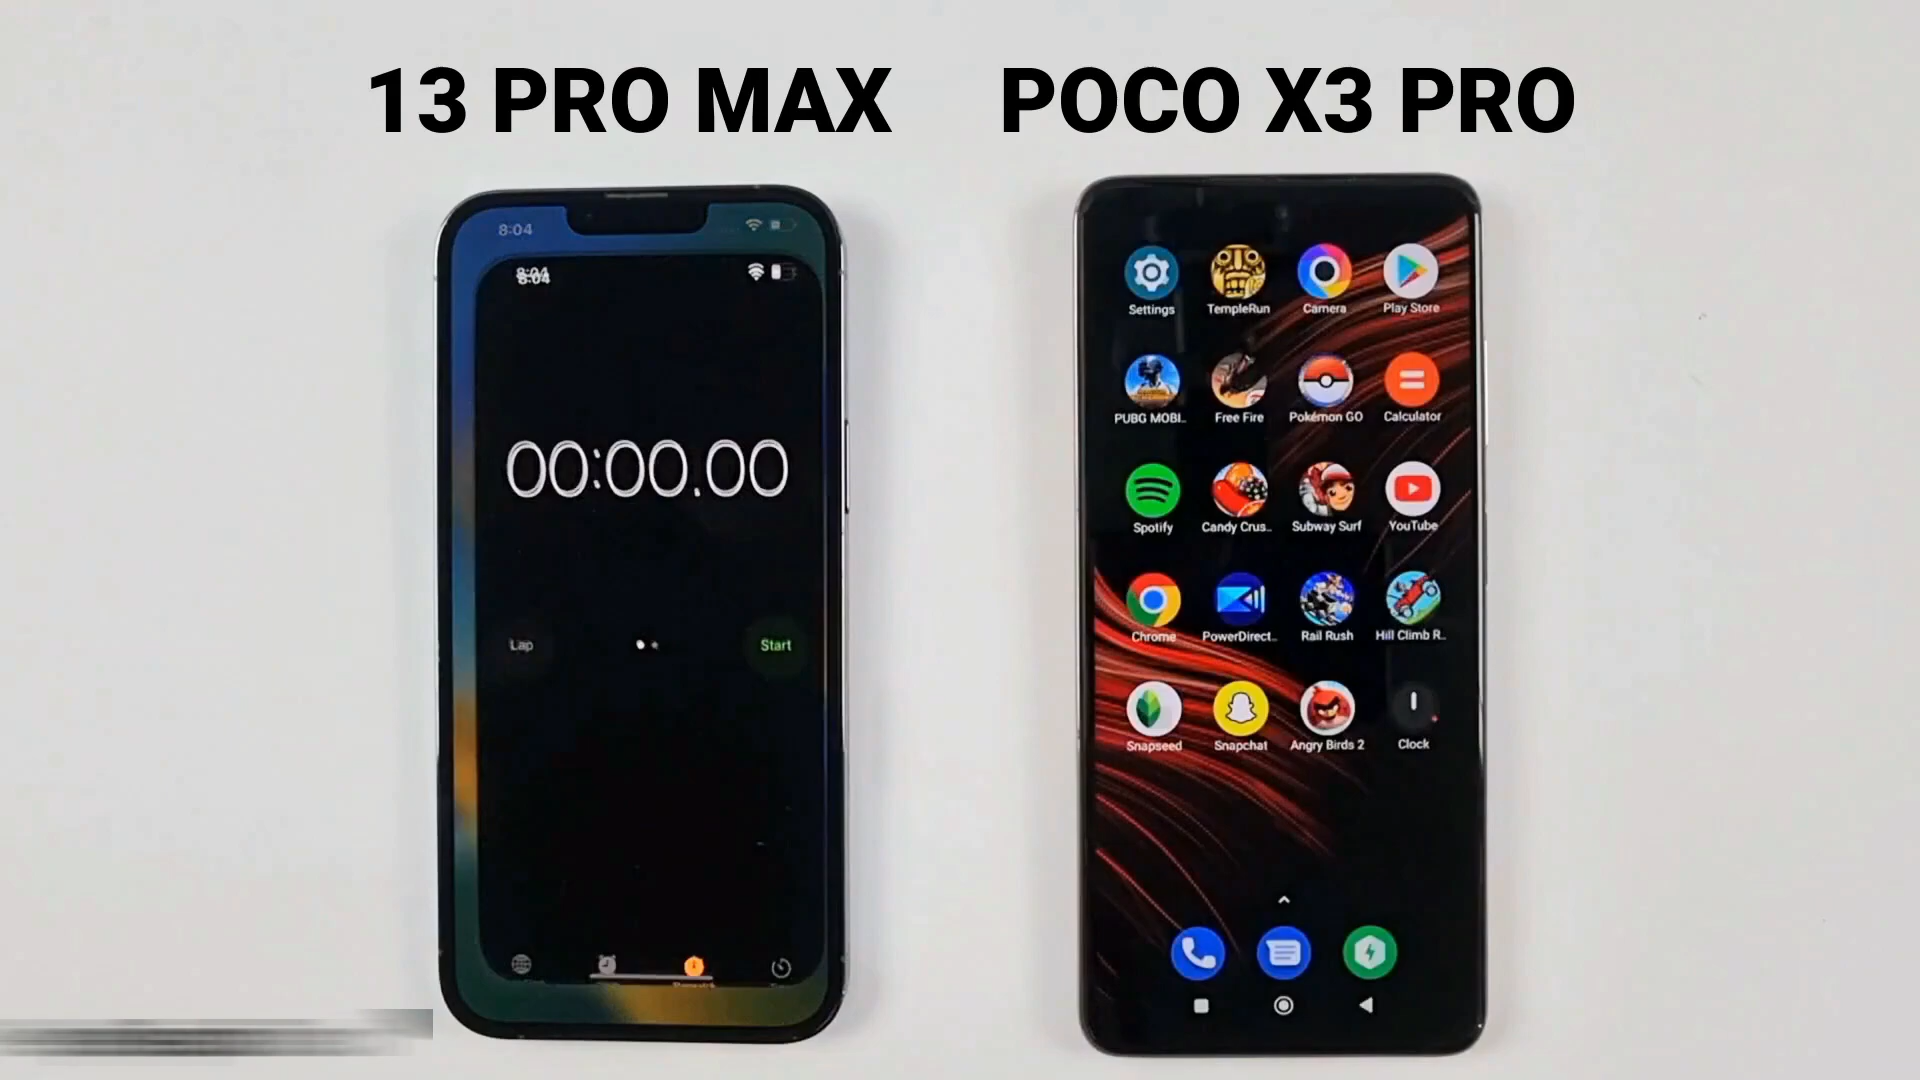 13 PRO MAX POCO X3 PRO
8:04
8:04
00:00.00
Lap Start
Settings TempleRun Camera Play Store
PUBG MOBI... Free Fire Pokémon GO Calculator
Spotify Candy Crus... Subway Surf YouTube
Chrome PowerDirect... Rail Rush Hill Climb R...
Snapseed Snapchat Angry Birds 2 Clock